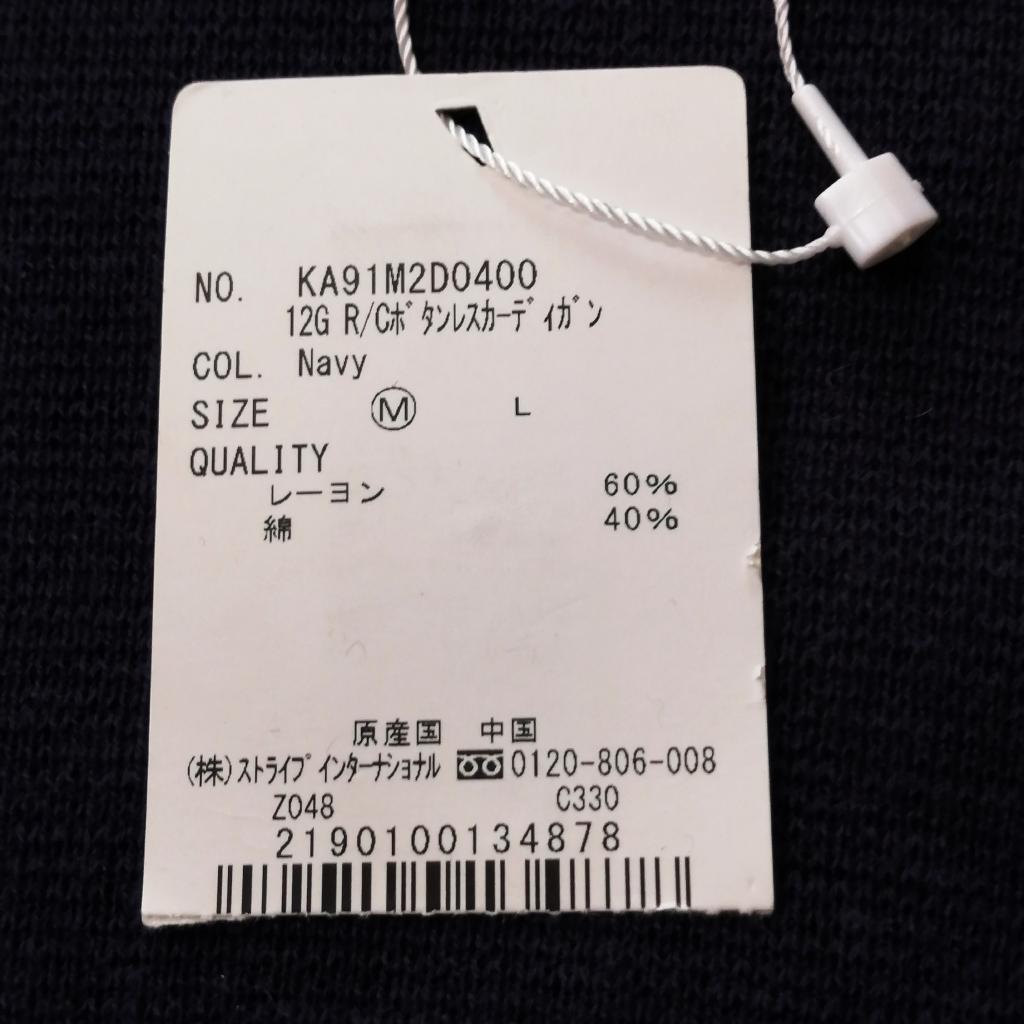 NO. KA91M2D0400
12G R/Cﾎﾞﾀﾝﾚｽｶｰﾃﾞｨｶﾞﾝ
COL. Navy
SIZE Ⓜ L
QUALITY
レーヨン 60%
綿 40%
原産国 中国
(株)ｽﾄﾗｲﾌﾟｲﾝﾀｰﾅｼｮﾅﾙ 0120-806-008
Z048 C330
2190100134878